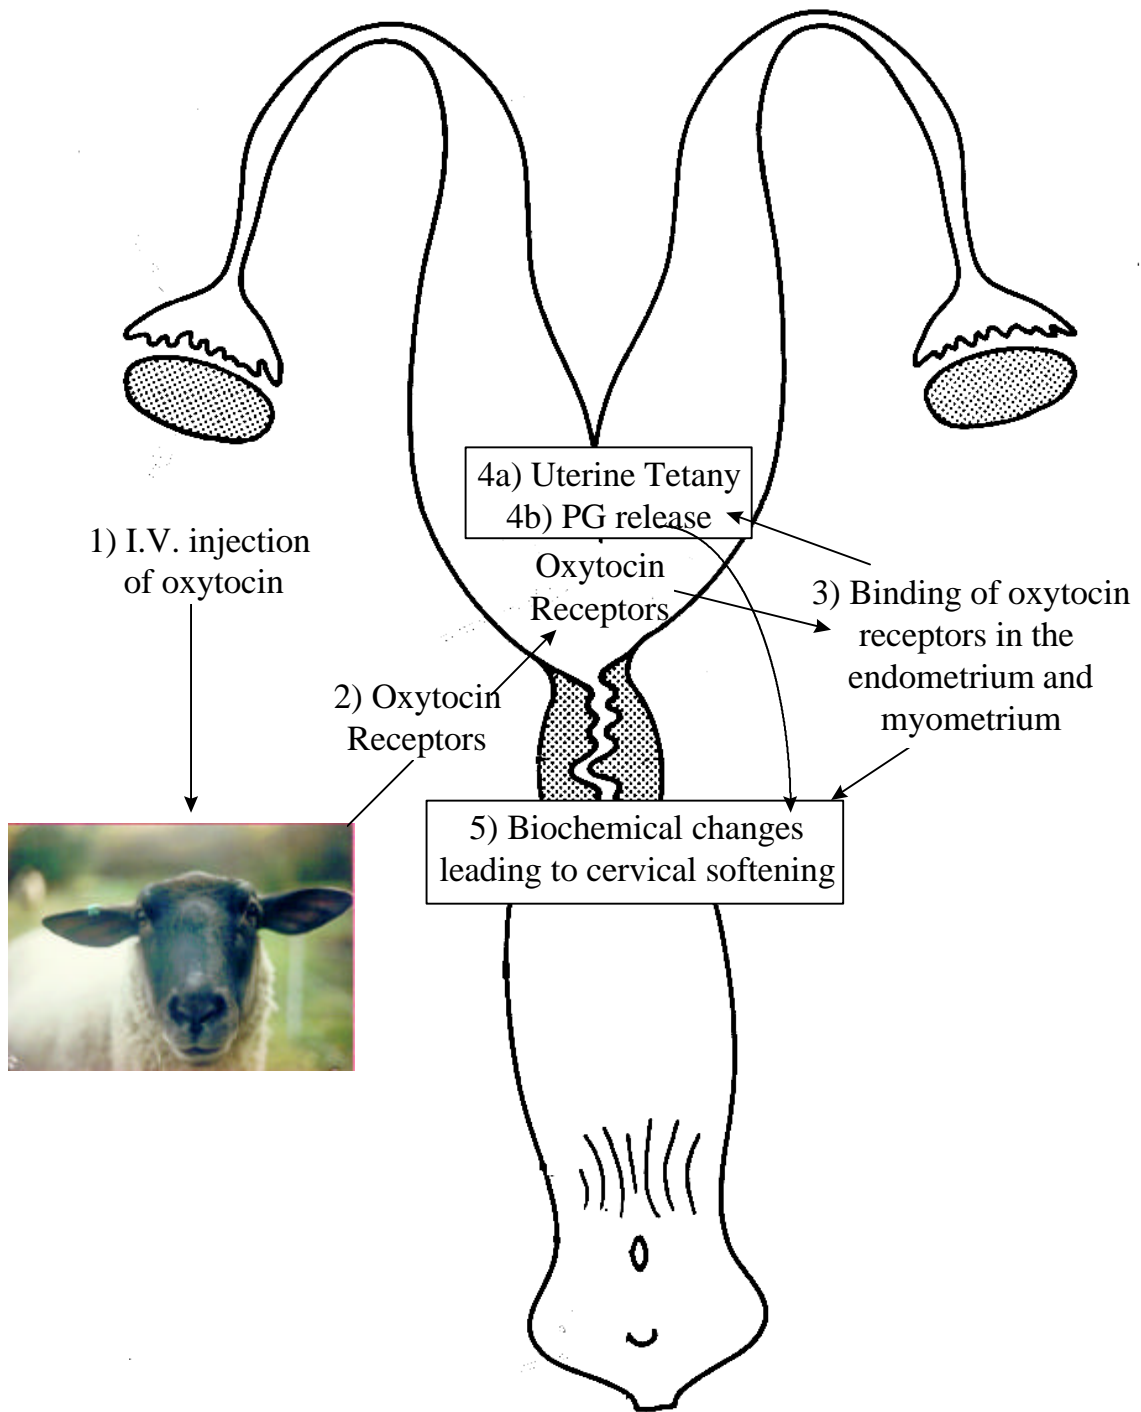 4a) Uterine Tetany
4b) PG release
1) I.V. injection
of oxytocin
Oxytocin
Receptors
3) Binding of oxytocin
receptors in the
endometrium and
myometrium
2) Oxytocin
Receptors
5) Biochemical changes
leading to cervical softening